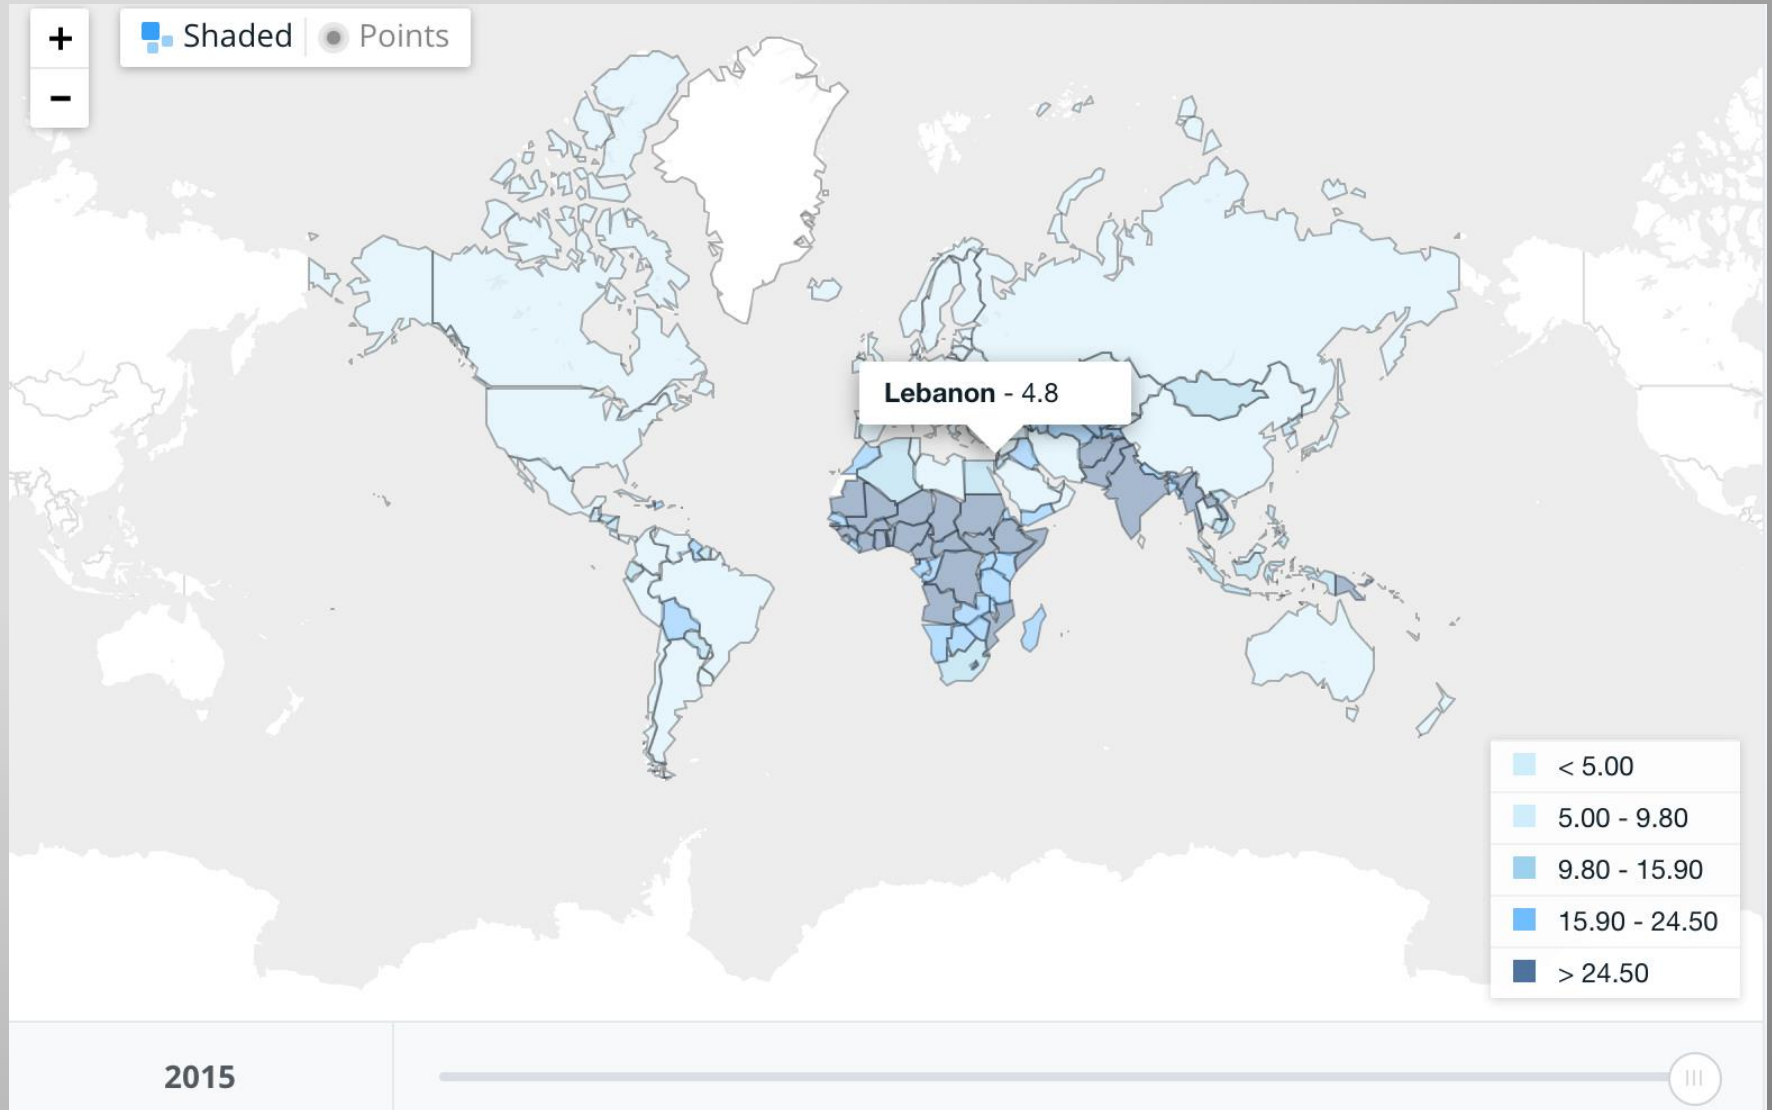 +
Shaded
Points
−
Lebanon - 4.8
< 5.00
5.00 - 9.80
9.80 - 15.90
15.90 - 24.50
> 24.50
2015